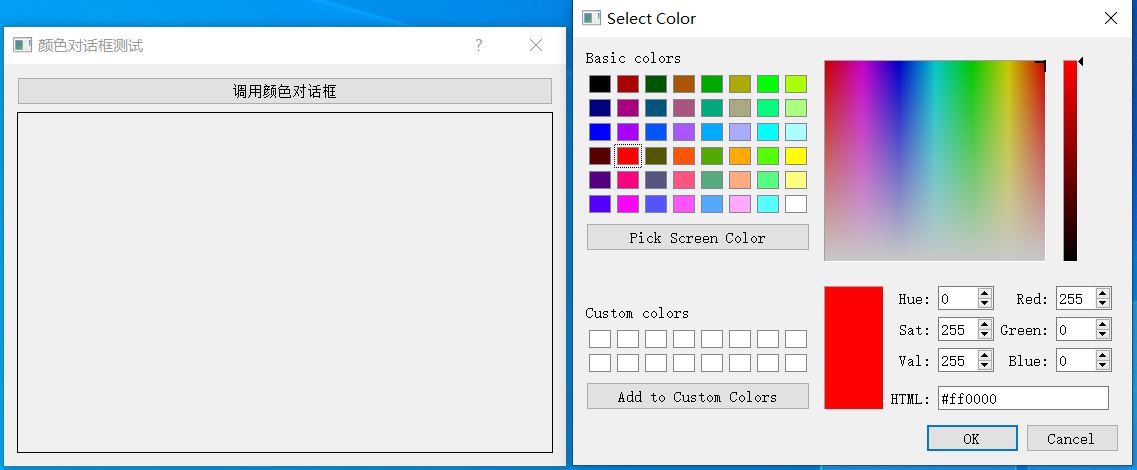 颜色对话框测试
?
调用颜色对话框
Select Color
Basic colors
Pick Screen Color
Custom colors
Add to Custom Colors
Hue: 0 Red: 255
Sat: 255 Green: 0
Val: 255 Blue: 0
HTML: #ff0000
OK Cancel